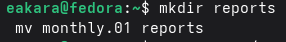 eakara@fedora:~$ mkdir reports
mv monthly.01 reports